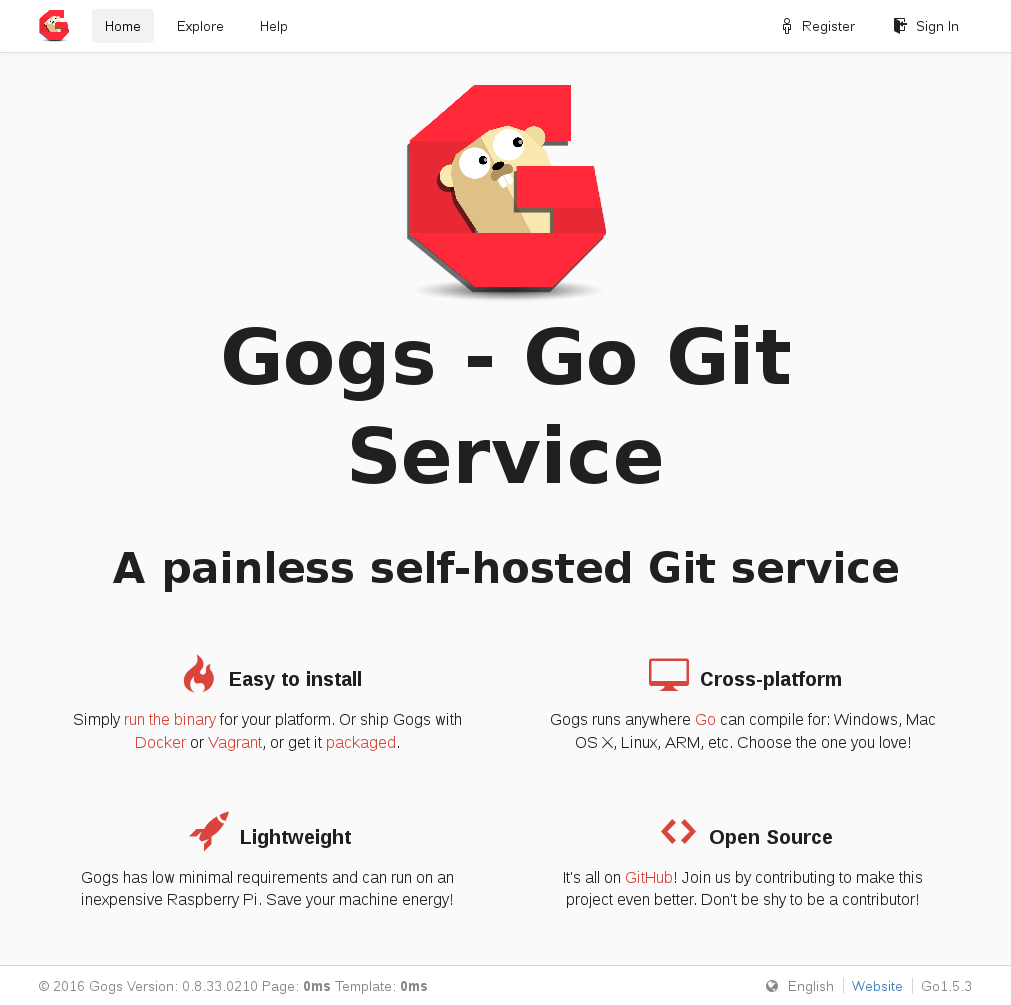 Home Explore Help Register Sign In
Gogs - Go Git
Service
A painless self-hosted Git service
Easy to install
Simply run the binary for your platform. Or ship Gogs with
Docker or Vagrant, or get it packaged.
Cross-platform
Gogs runs anywhere Go can compile for: Windows, Mac
OS X, Linux, ARM, etc. Choose the one you love!
Lightweight
Gogs has low minimal requirements and can run on an
inexpensive Raspberry Pi. Save your machine energy!
Open Source
It's all on GitHub! Join us by contributing to make this
project even better. Don't be shy to be a contributor!
© 2016 Gogs Version: 0.8.33.0210 Page: 0ms Template: 0ms English Website Go1.5.3